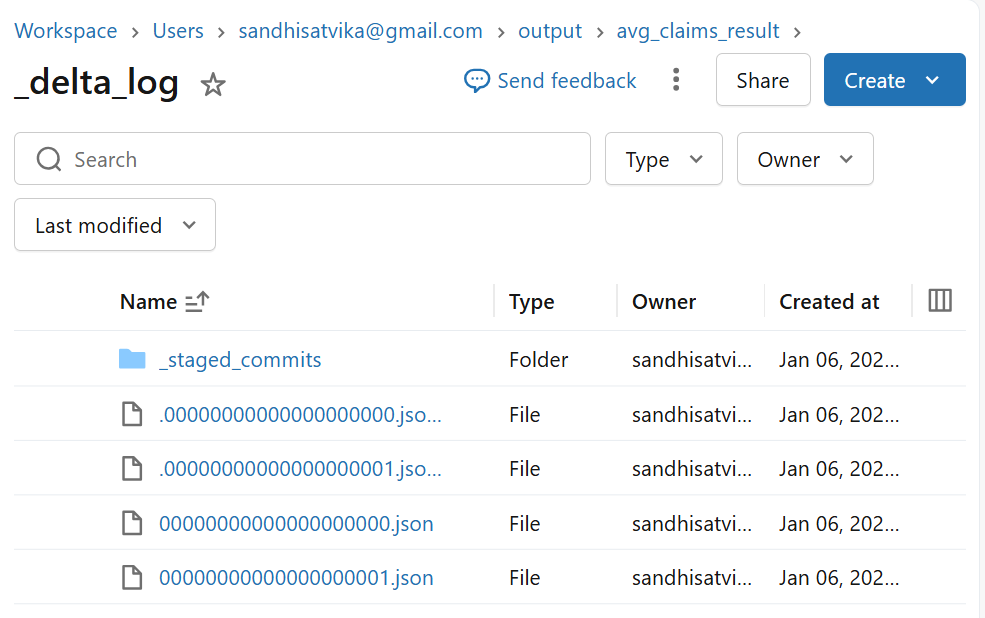 Workspace > Users > sandhisatvika@gmail.com > output > avg_claims_result >
_delta_log Send feedback Share Create
Search Type Owner
Last modified
Name Type Owner Created at
_staged_commits Folder sandhisatvi... Jan 06, 202...
.00000000000000000000.jso... File sandhisatvi... Jan 06, 202...
.00000000000000000001.jso... File sandhisatvi... Jan 06, 202...
00000000000000000000.json File sandhisatvi... Jan 06, 202...
00000000000000000001.json File sandhisatvi... Jan 06, 202...